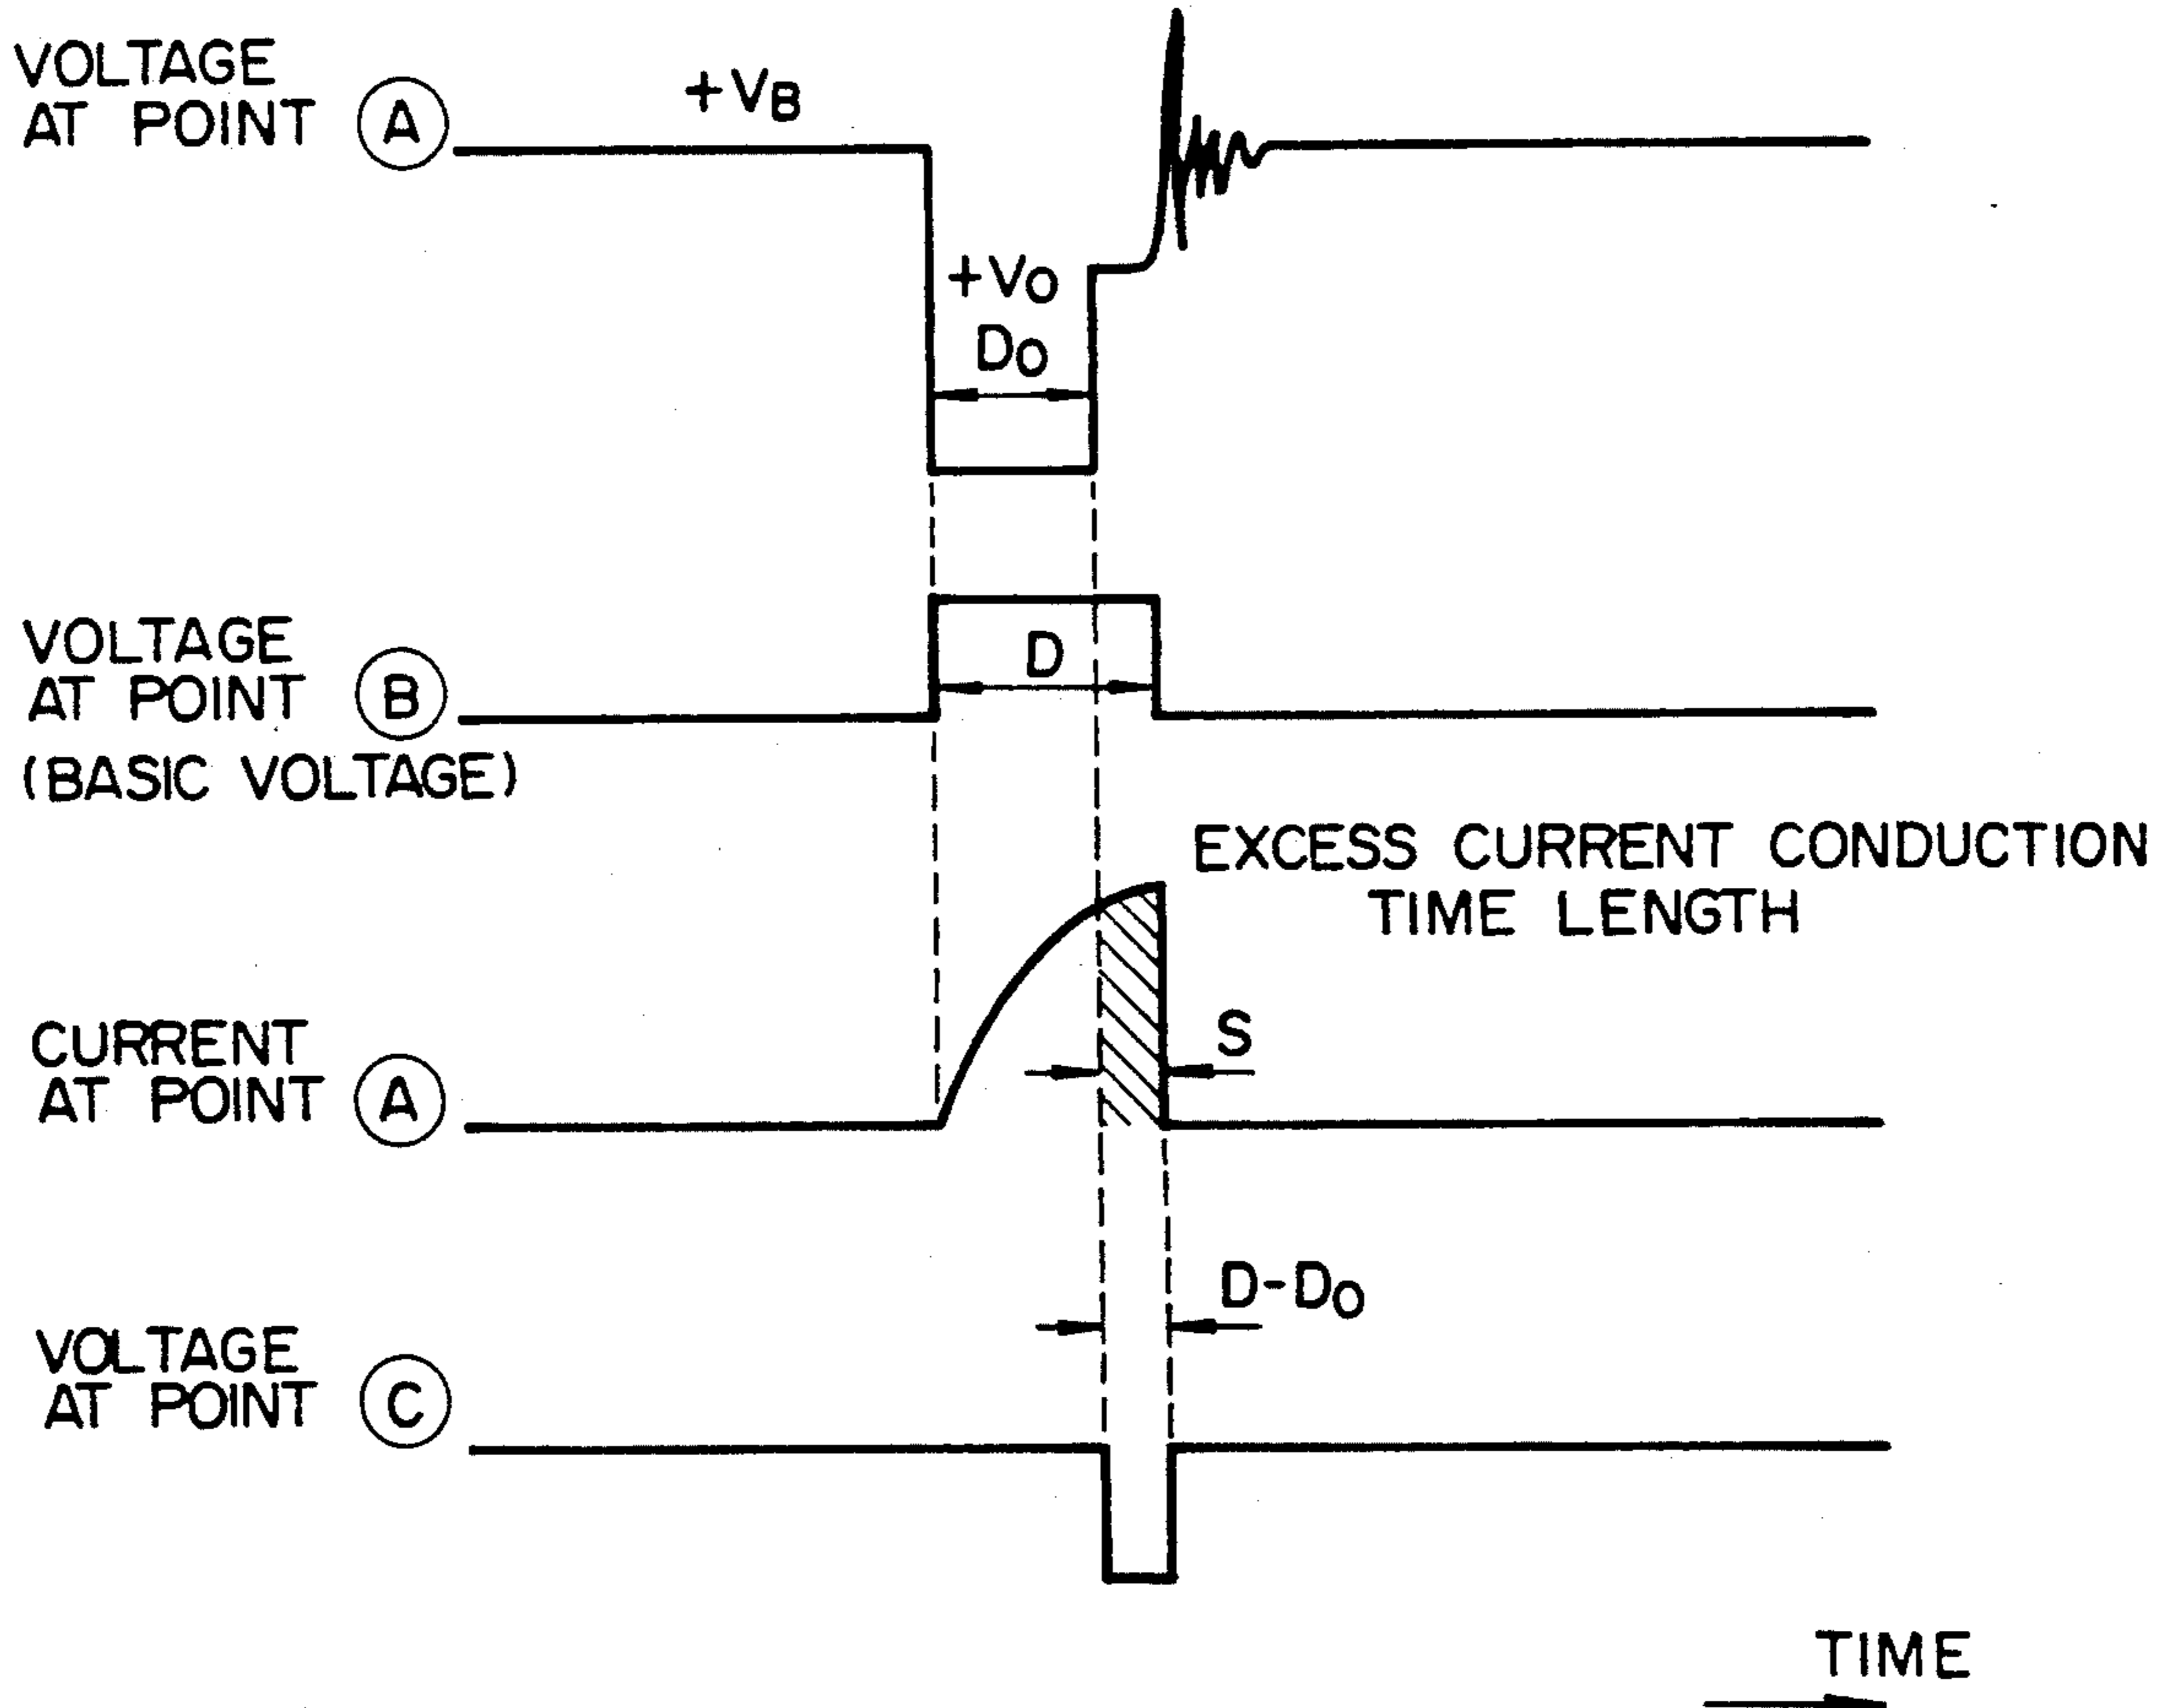 VOLTAGE
AT POINT A
+VB
+VO
DO
VOLTAGE
AT POINT B
(BASIC VOLTAGE)
D
EXCESS CURRENT CONDUCTION
TIME LENGTH
CURRENT
AT POINT A
S
VOLTAGE
AT POINT C
D-DO
TIME